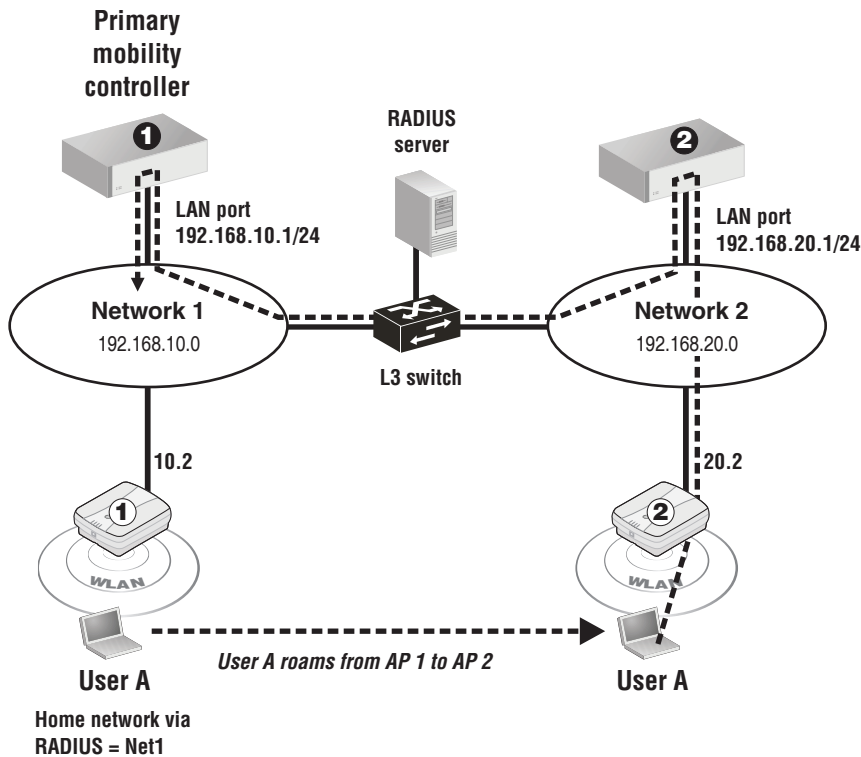 Primary
mobility
controller
1
RADIUS
server
2
LAN port
192.168.10.1/24
LAN port
192.168.20.1/24
Network 1
192.168.10.0
Network 2
192.168.20.0
L3 switch
10.2
20.2
1
2
WLAN
WLAN
User A roams from AP 1 to AP 2
User A
User A
Home network via
RADIUS = Net1